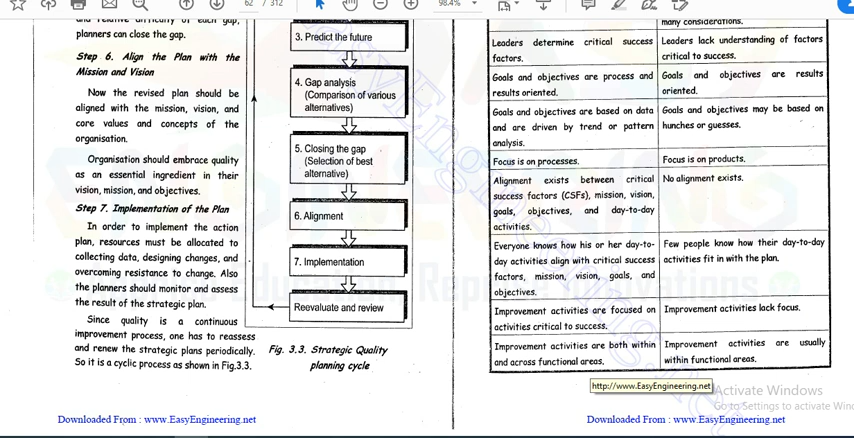 62 / 312
98.4%
and relative difficulty of each gap,
planners can close the gap.
Step 6. Align the Plan with the
Mission and Vision
Now the revised plan should be
aligned with the mission, vision, and
core values and concepts of the
organisation.
Organisation should embrace quality
as an essential ingredient in their
vision, mission, and objectives.
Step 7. Implementation of the Plan
In order to implement the action
plan, resources must be allocated to
collecting data, designing changes, and
overcoming resistance to change. Also
the planners should monitor and assess
the result of the strategic plan.
Since quality is a continuous
improvement process, one has to reassess
and renew the strategic plans periodically.
So it is a cyclic process as shown in Fig.3.3.
3. Predict the future
4. Gap analysis
(Comparison of various
alternatives)
5. Closing the gap
(Selection of best
alternative)
6. Alignment
7. Implementation
Reevaluate and review
Fig. 3.3. Strategic Quality
planning cycle
many considerations.
Leaders determine critical success
factors.
Leaders lack understanding of factors
critical to success.
Goals and objectives are process and
results oriented.
Goals and objectives are results
oriented.
Goals and objectives are based on data
and are driven by trend or pattern
analysis.
Goals and objectives may be based on
hunches or guesses.
Focus is on processes.
Focus is on products.
Alignment exists between critical
success factors (CSFs), mission, vision,
goals, objectives, and day-to-day
activities.
No alignment exists.
Everyone knows how his or her day-to-
day activities align with critical success
factors, mission, vision, goals, and
objectives.
Few people know how their day-to-day
activities fit in with the plan.
Improvement activities are focused on
activities critical to success.
Improvement activities lack focus.
Improvement activities are both within
and across functional areas.
Improvement activities are usually
within functional areas.
http://www.EasyEngineering.net
Activate Windows
Go to Settings to activate Win
Downloaded From : www.EasyEngineering.net
Downloaded From : www.EasyEngineering.net